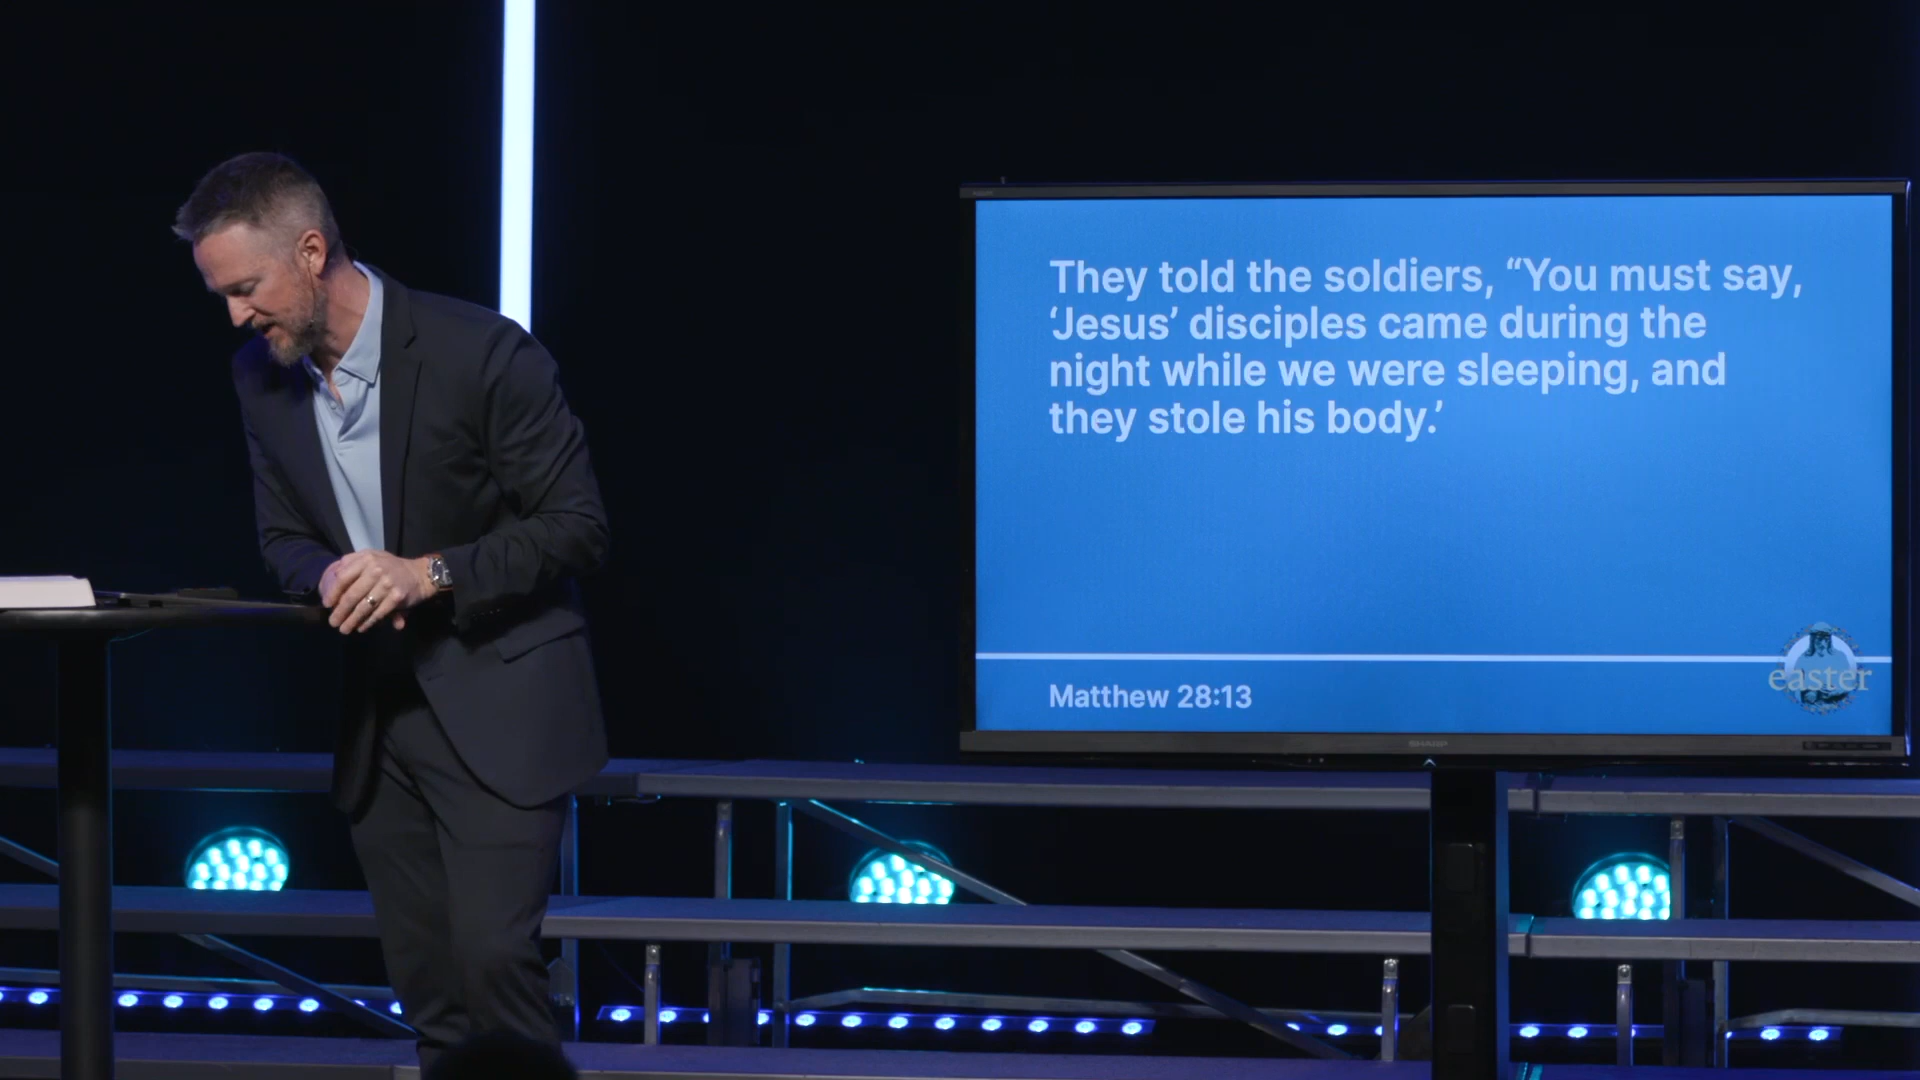 They told the soldiers, “You must say,
‘Jesus’ disciples came during the
night while we were sleeping, and
they stole his body.’
Matthew 28:13
easter
SHARP